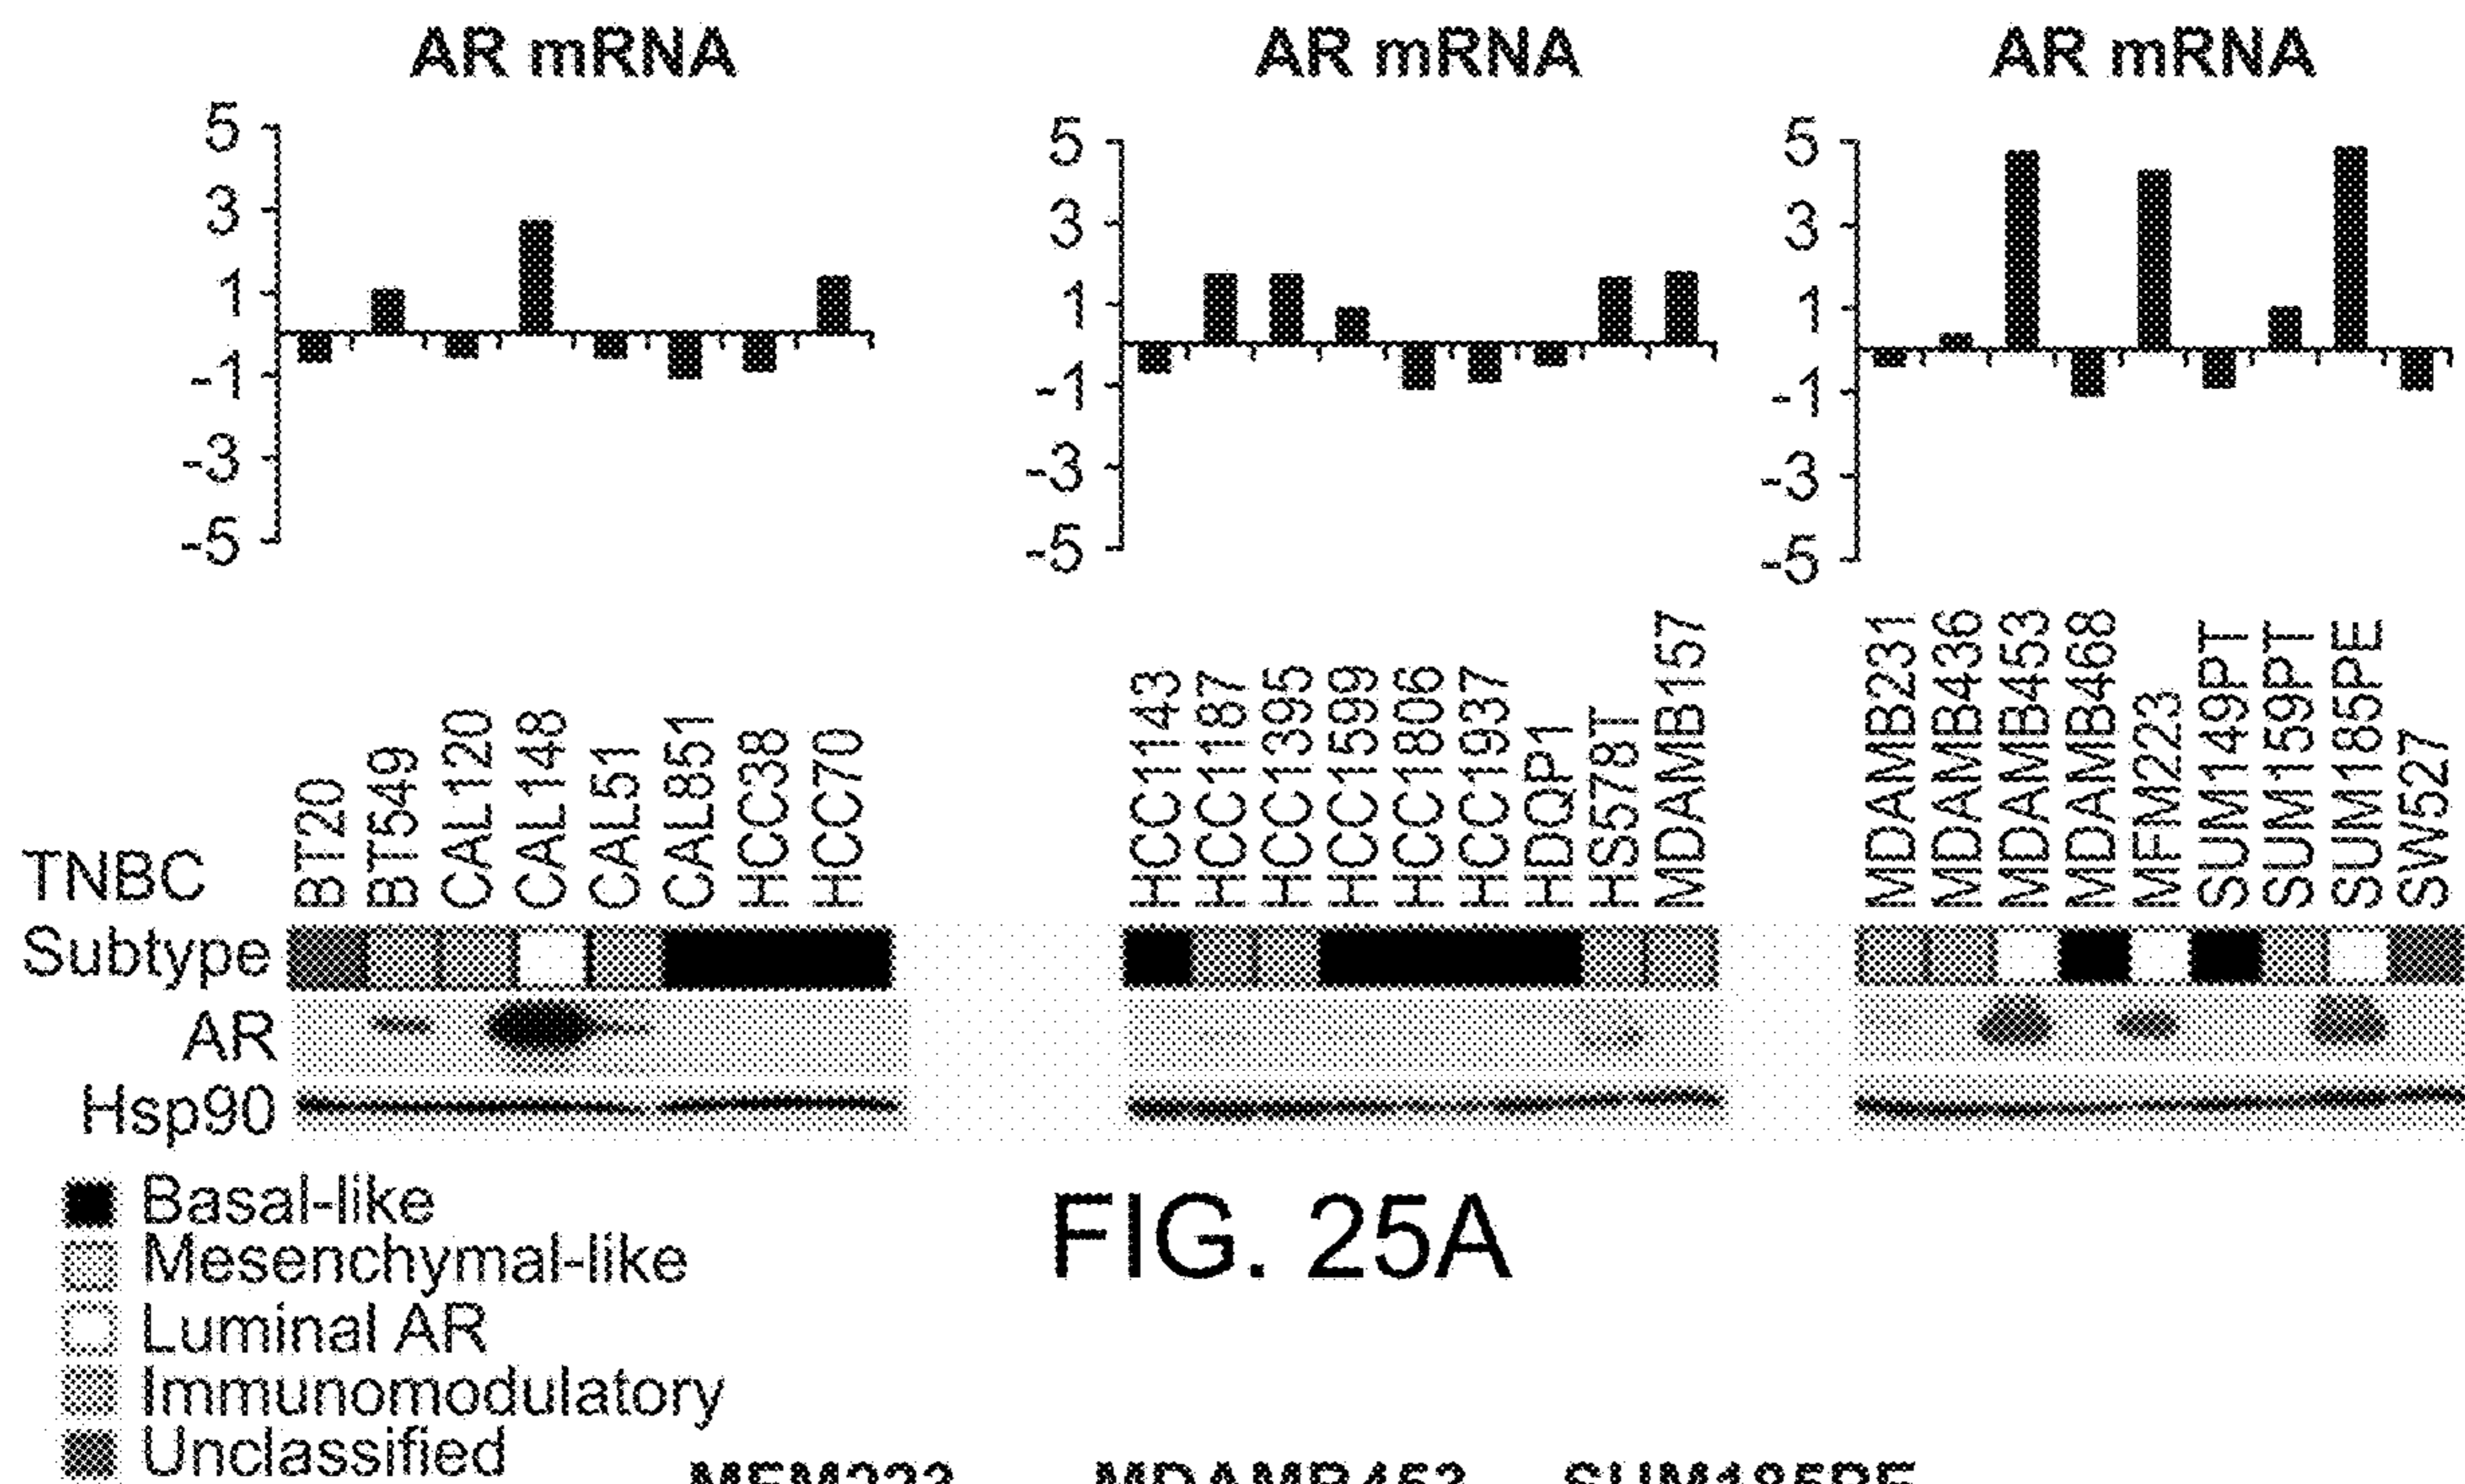 AR mRNA
5
3
1
-1
-3
-5
AR mRNA
5
3
1
-1
-3
-5
AR mRNA
5
3
1
-1
-3
-5
TNBC
Subtype
BT20
BT549
CAL120
CAL148
CAL51
CAL851
HCC38
HCC70
HCC1143
HCC1187
HCC1395
HCC1599
HCC1806
HCC1937
HDQP1
HS578T
MDAMB157
MDAMB231
MDAMB436
MDAMB453
MDAMB468
MFM223
SUM149PT
SUM159PT
SUM185PE
SW527
AR
Hsp90
Basal-like
Mesenchymal-like
Luminal AR
Immunomodulatory
Unclassified
FIG. 25A
MFM223 MDAMB453 SUM185PE